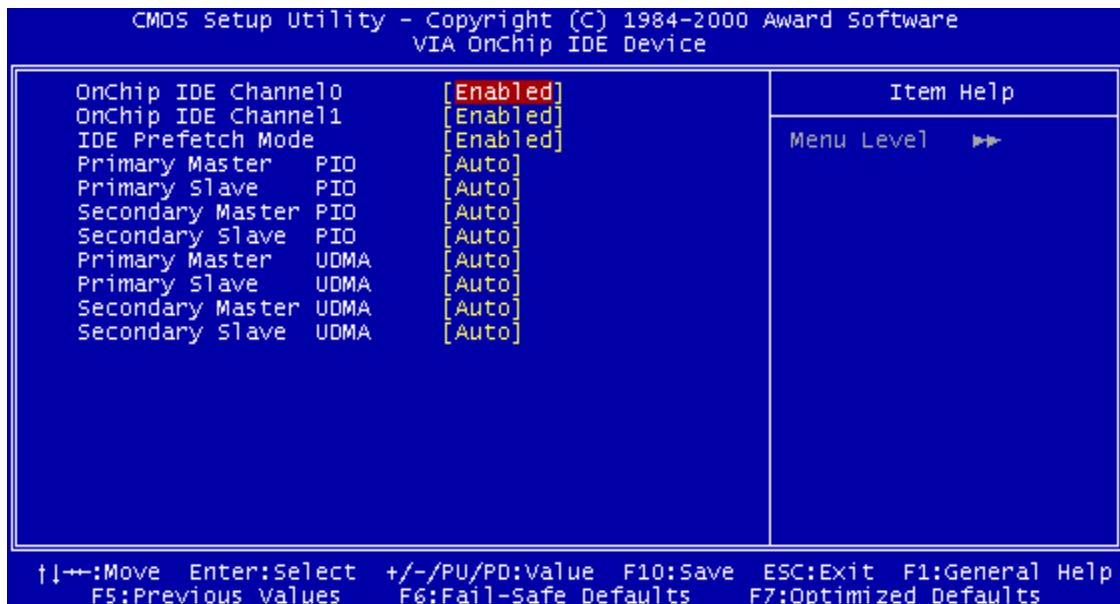 CMOS Setup Utility - Copyright (C) 1984-2000 Award Software
VIA OnChip IDE Device
OnChip IDE Channel0 [Enabled]
OnChip IDE Channel1 [Enabled]
IDE Prefetch Mode [Enabled]
Primary Master PIO [Auto]
Primary Slave PIO [Auto]
Secondary Master PIO [Auto]
Secondary Slave PIO [Auto]
Primary Master UDMA [Auto]
Primary Slave UDMA [Auto]
Secondary Master UDMA [Auto]
Secondary Slave UDMA [Auto]
Item Help
Menu Level ►►
↑↓→←:Move Enter:Select +/-/PU/PD:Value F10:Save ESC:Exit F1:General Help
F5:Previous Values F6:Fail-Safe Defaults F7:Optimized Defaults